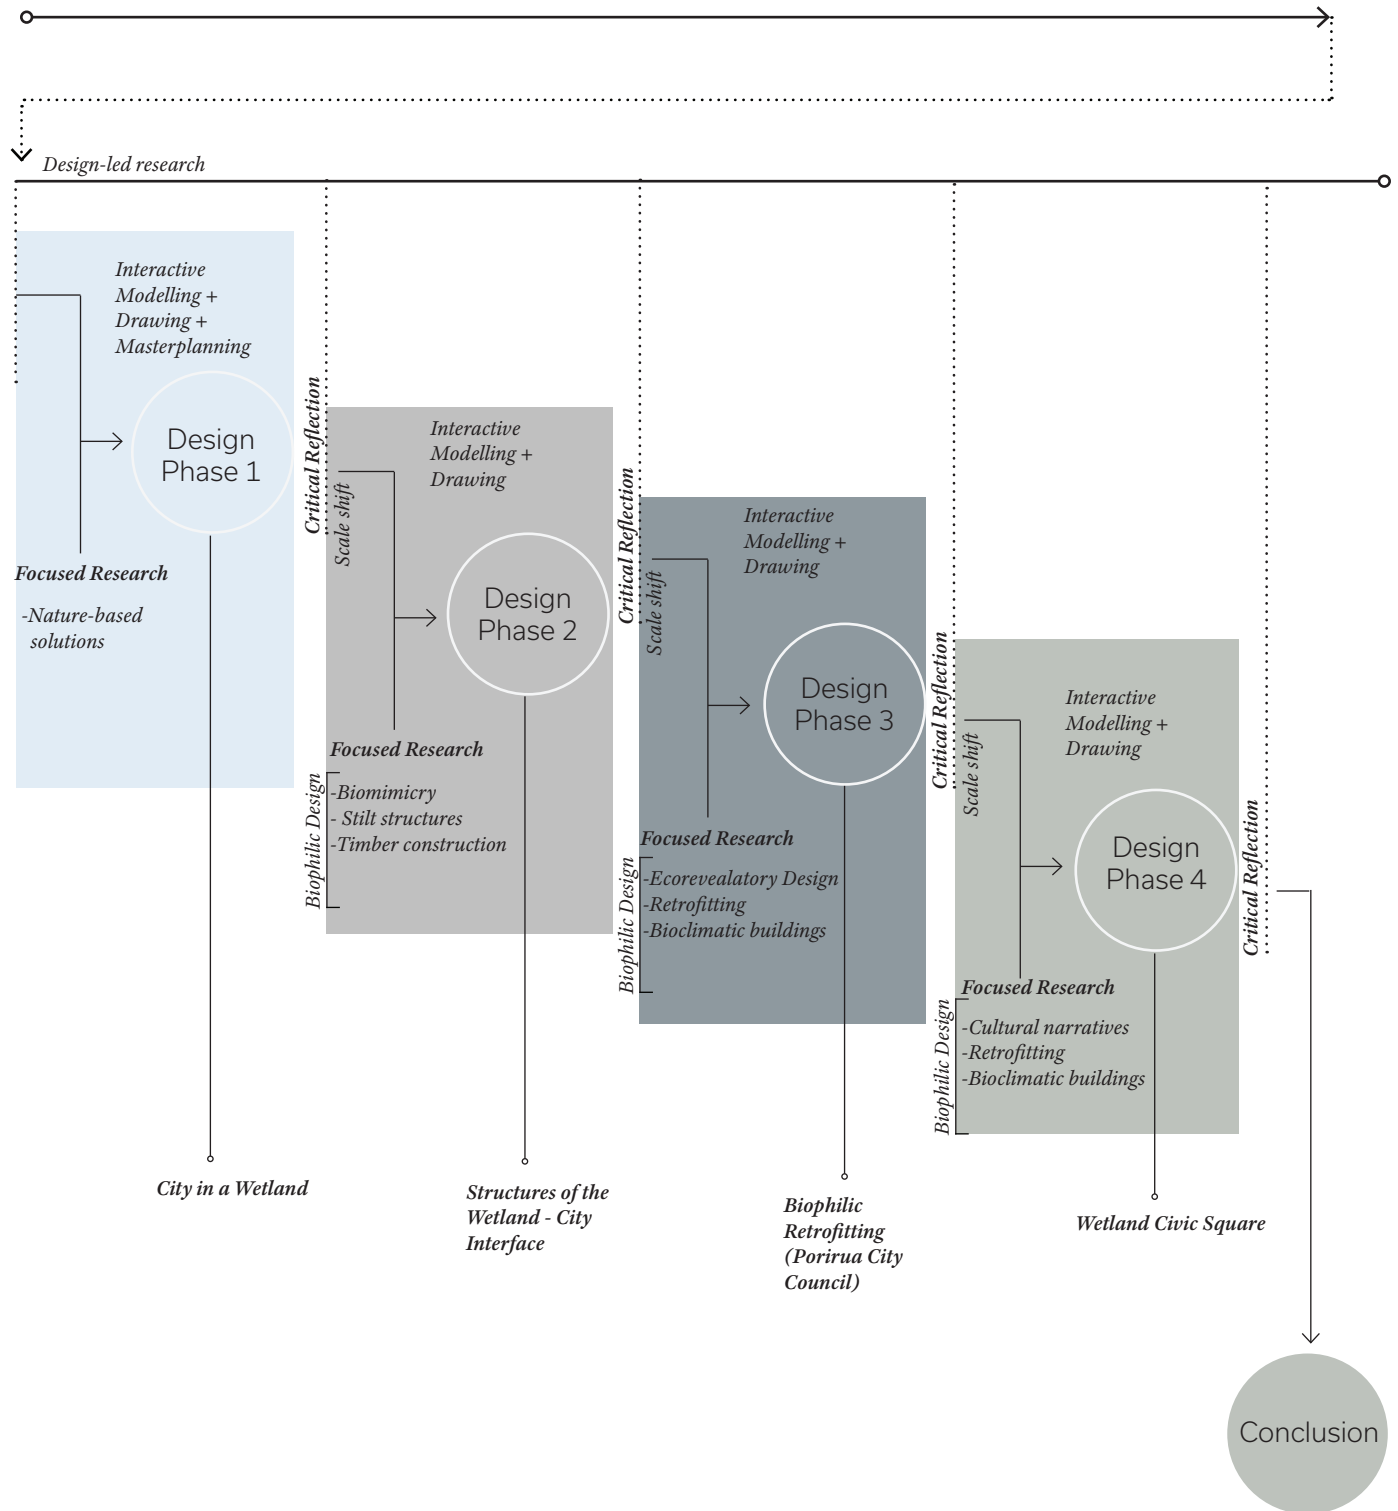 Design-led research
Interactive
Modelling +
Drawing +
Masterplanning
Design
Phase 1
Focused Research
-Nature-based
solutions
City in a Wetland
Critical Reflection
Scale shift
Interactive
Modelling +
Drawing
Design
Phase 2
Focused Research
Biophilic Design
-Biomimicry
- Stilt structures
-Timber construction
Structures of the
Wetland - City
Interface
Critical Reflection
Scale shift
Interactive
Modelling +
Drawing
Design
Phase 3
Focused Research
Biophilic Design
-Ecorevealatory Design
-Retrofitting
-Bioclimatic buildings
Biophilic
Retrofitting
(Porirua City
Council)
Critical Reflection
Scale shift
Interactive
Modelling +
Drawing
Design
Phase 4
Focused Research
Biophilic Design
-Cultural narratives
-Retrofitting
-Bioclimatic buildings
Wetland Civic Square
Critical Reflection
Conclusion